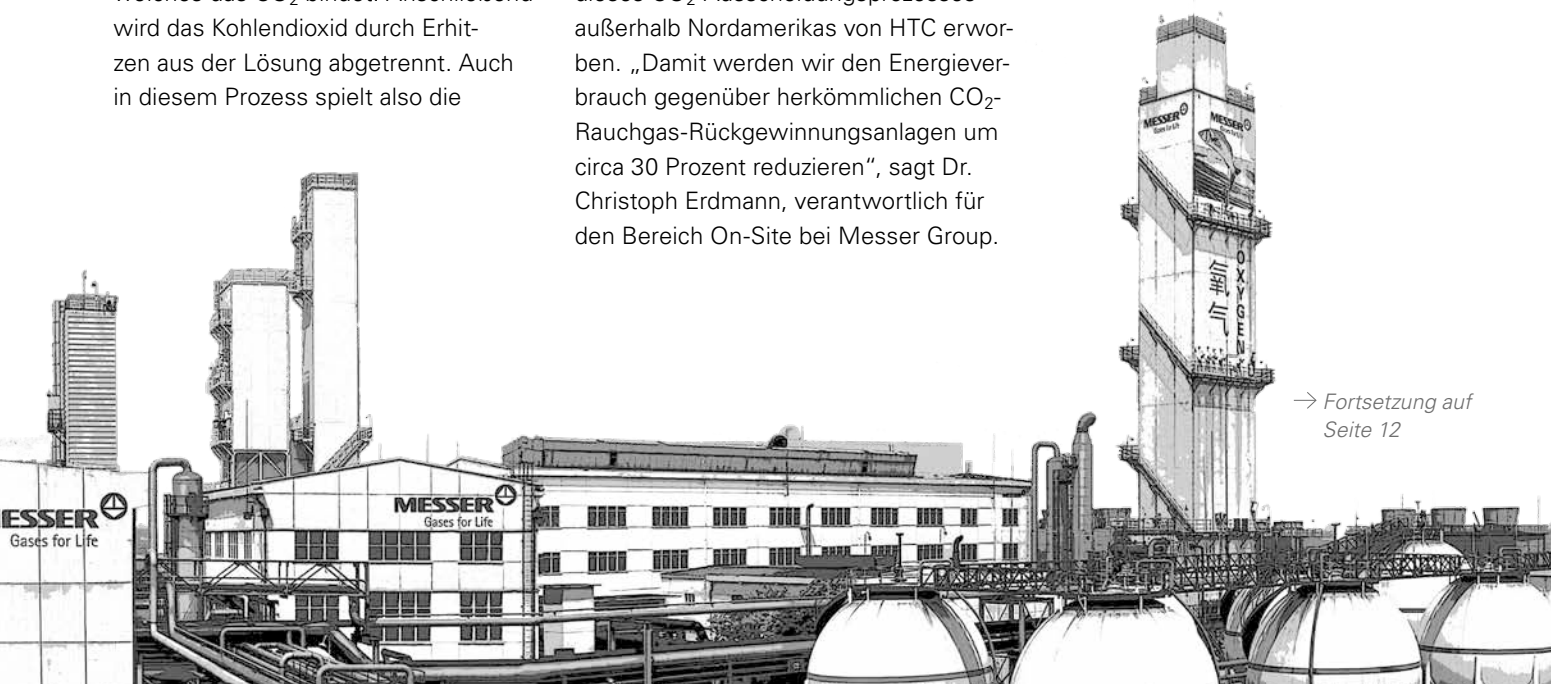 wird das Kohlendioxid durch Erhit-
zen aus der Lösung abgetrennt. Auch
in diesem Prozess spielt also die
außerhalb Nordamerikas von HTC erwor-
ben. „Damit werden wir den Energiever-
brauch gegenüber herkömmlichen CO₂-
Rauchgas-Rückgewinnungsanlagen um
circa 30 Prozent reduzieren“, sagt Dr.
Christoph Erdmann, verantwortlich für
den Bereich On-Site bei Messer Group.
MESSER
Gases for Life
MESSER
Gases for Life
氧气
OXYGEN
→ Fortsetzung auf
Seite 12
ESSER
Gases for Life
MESSER
Gases for Life